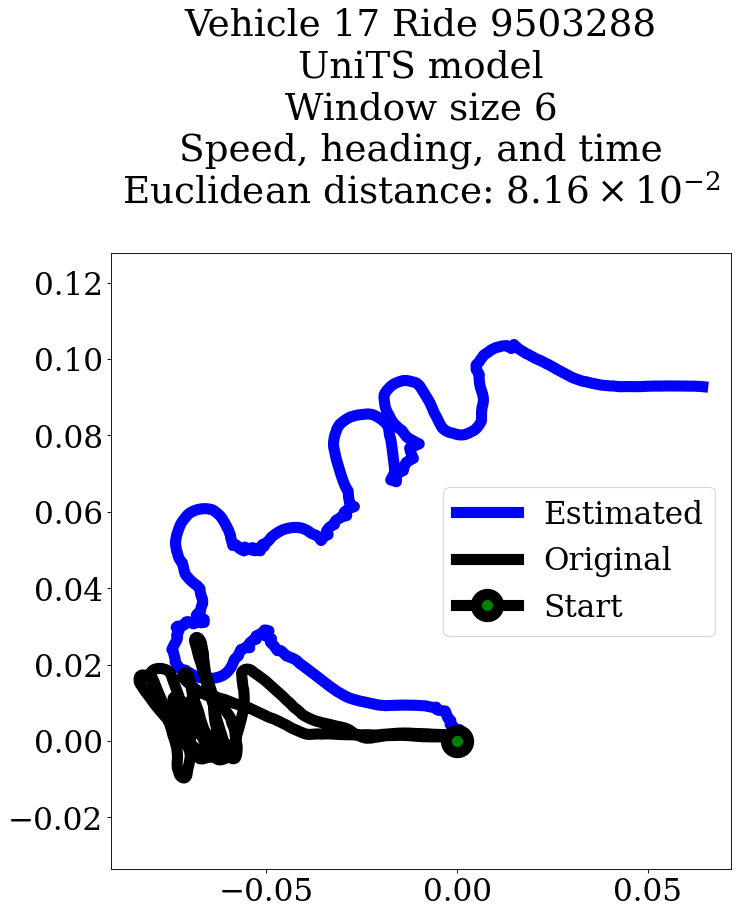 Vehicle 17 Ride 9503288
UniTS model
Window size 6
Speed, heading, and time
Euclidean distance: 8.16 × 10⁻²
0.12
0.10
0.08
0.06
0.04
0.02
0.00
−0.02
Estimated
Original
Start
−0.05
0.00
0.05